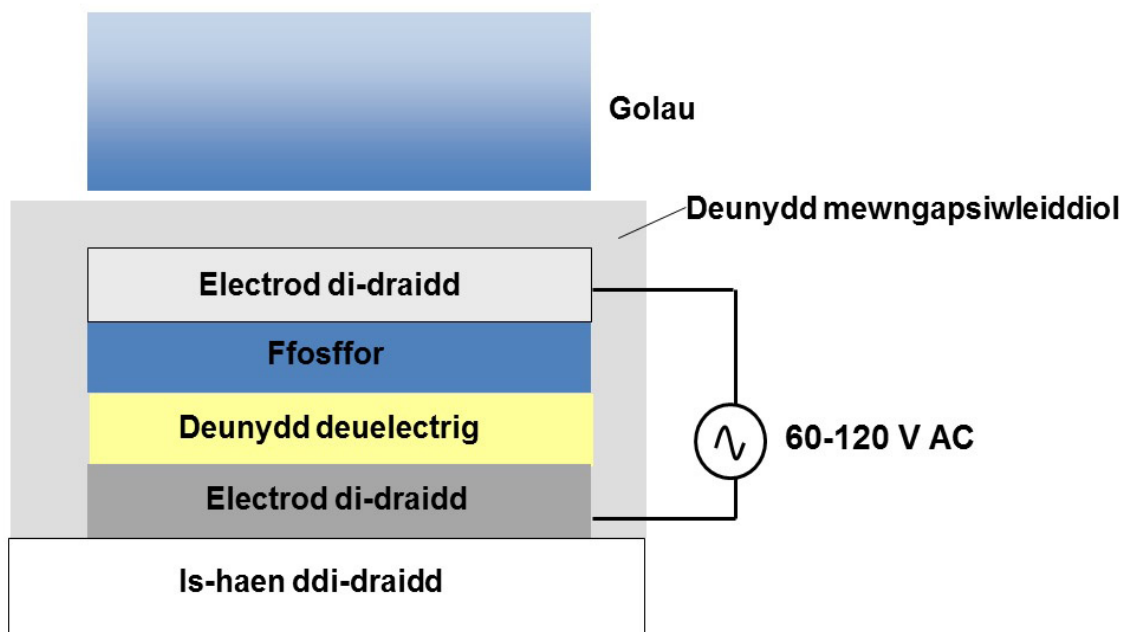 Golau
Deunydd mewngapsiwleiddiol
Electrod di-draidd
Ffosffor
Deunydd deuelectrig
60-120 V AC
Electrod di-draidd
Is-haen ddi-draidd